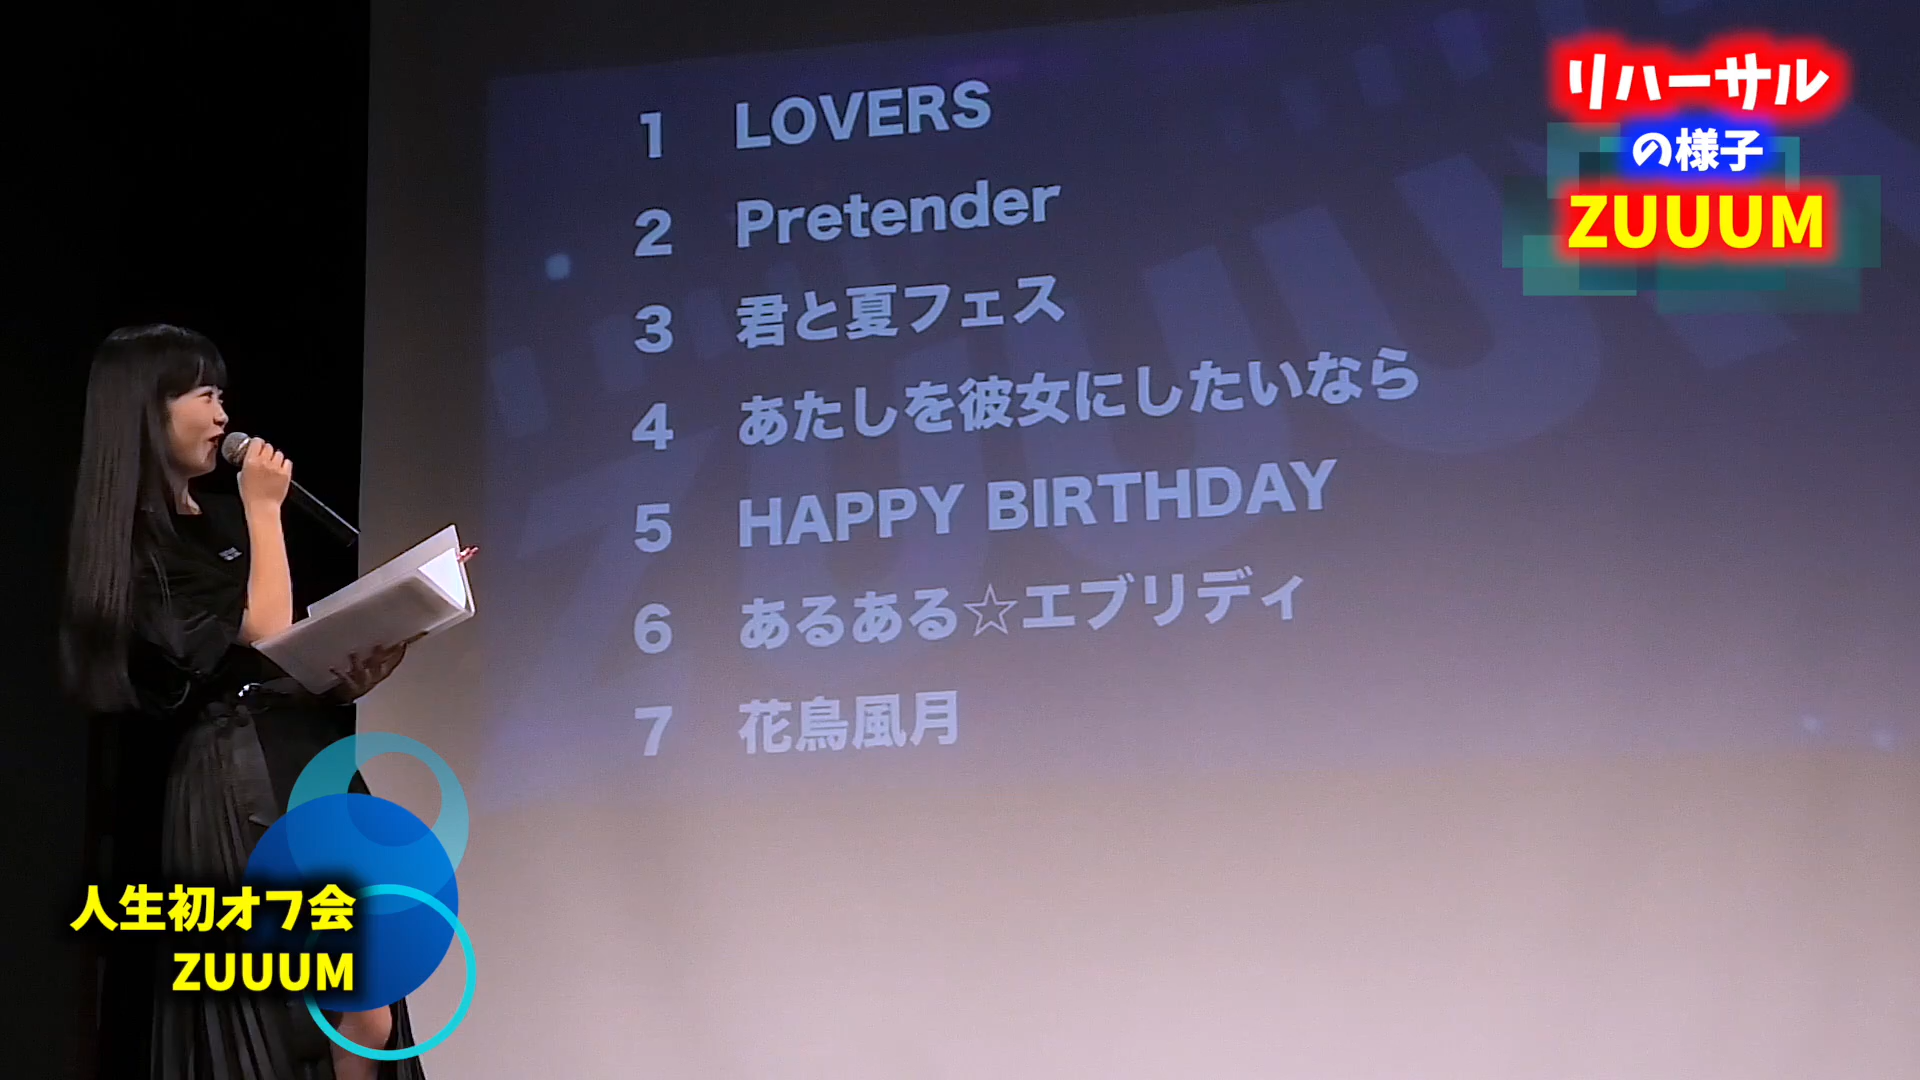 リハーサル
の様子
ZUUUM
1 LOVERS
2 Pretender
3 君と夏フェス
4 あたしを彼女にしたいなら
5 HAPPY BIRTHDAY
6 あるある☆エブリディ
7 花鳥風月
人生初オフ会
ZUUUM